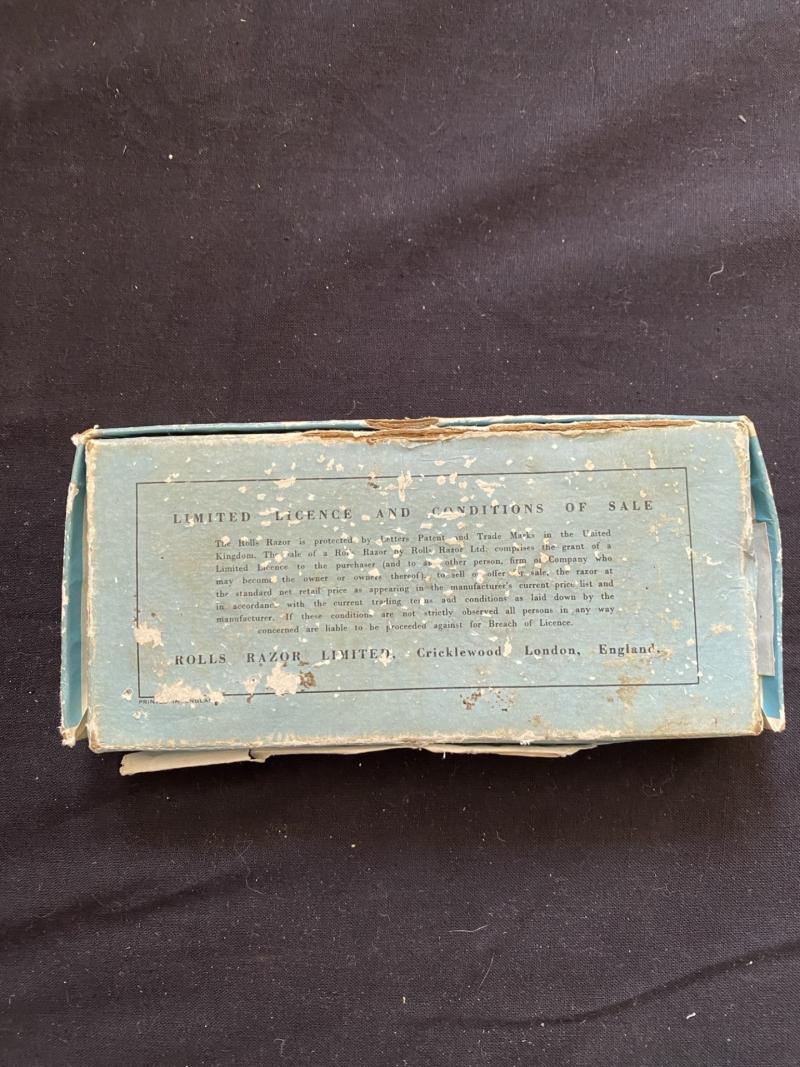 LIMITED LICENCE AND CONDITIONS OF SALE
The Rolls Razor is protected by Letters Patent and Trade Marks in the United
Kingdom. The sale of a Rolls Razor by Rolls Razor Ltd. comprises the grant of a
Limited Licence to the purchaser (and to any other person, firm or Company who
may become the owner or owners thereof), to sell or offer for sale, the razor at
the standard net retail price as appearing in the manufacturer's current price list and
in accordance with the current trading terms and conditions as laid down by the
manufacturer. If these conditions are not strictly observed all persons in any way
concerned are liable to be proceeded against for Breach of Licence.
ROLLS RAZOR LIMITED, Cricklewood London, England.
PRINTED IN ENGLAND